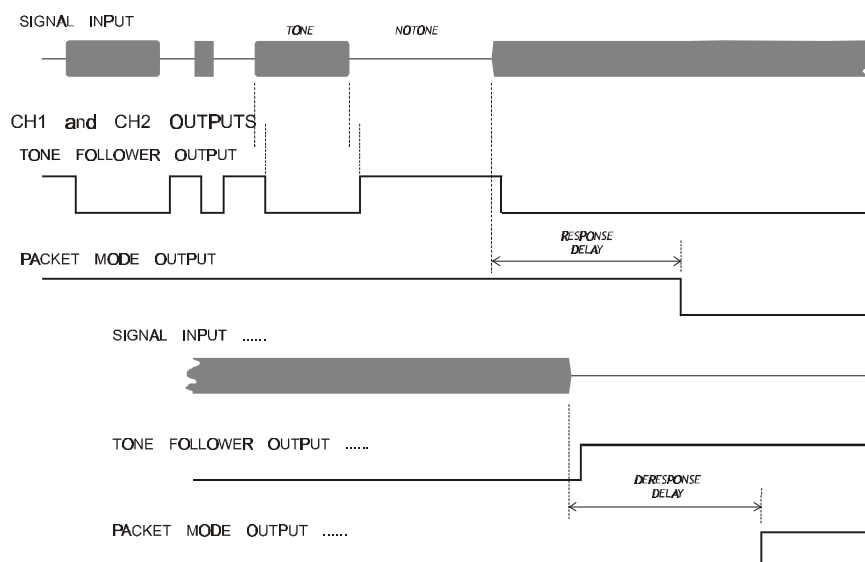 SIGNAL INPUT
TONE
NOTONE
CH1 and CH2 OUTPUTS
TONE FOLLOWER OUTPUT
RESPONSE
DELAY
PACKET MODE OUTPUT
SIGNAL INPUT ......
TONE FOLLOWER OUTPUT ......
DERESPONSE
DELAY
PACKET MODE OUTPUT ......